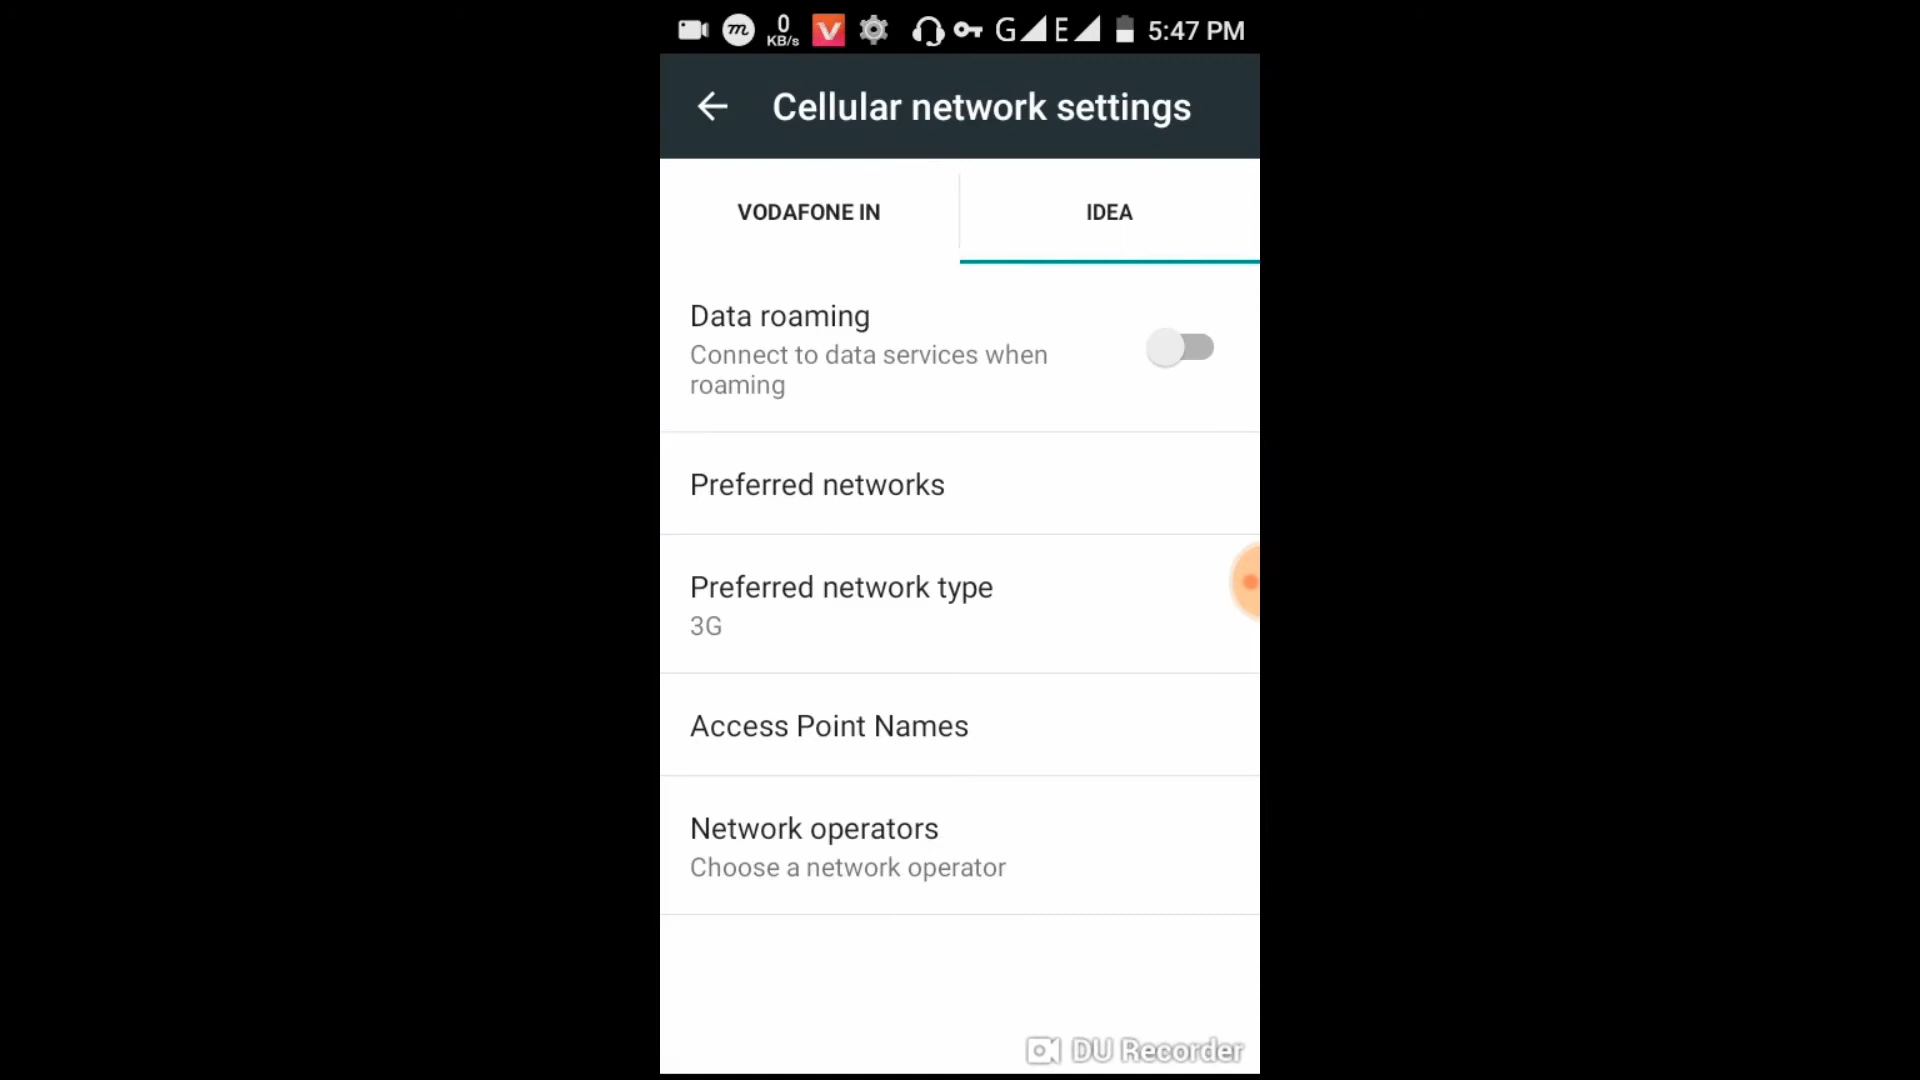 m 0 KB/s V G E 5:47 PM
Cellular network settings
VODAFONE IN
IDEA
Data roaming
Connect to data services when
roaming
Preferred networks
Preferred network type
3G
Access Point Names
Network operators
Choose a network operator
DU Recorder